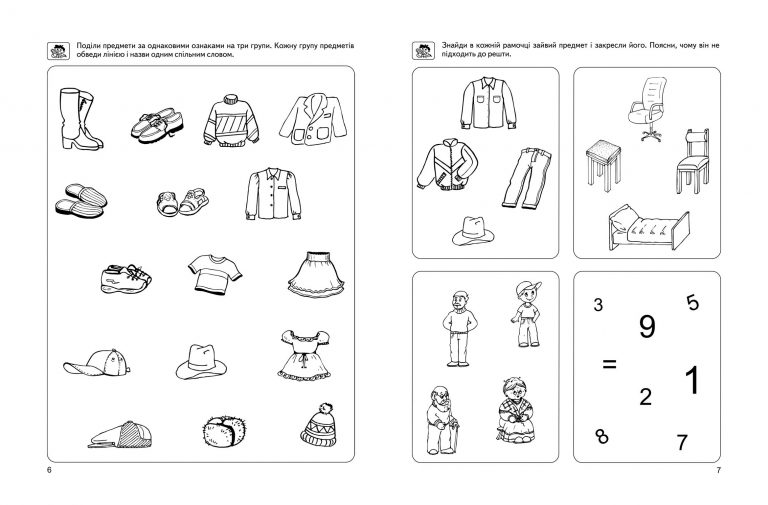 Поділи предмети за однаковими ознаками на три групи. Кожну групу предметів
обведи лінією і назви одним спільним словом.
6
Знайди в кожній рамочці зайвий предмет і закресли його. Поясни, чому він не
підходить до решти.
3
5
9
=
1
2
8
7
7